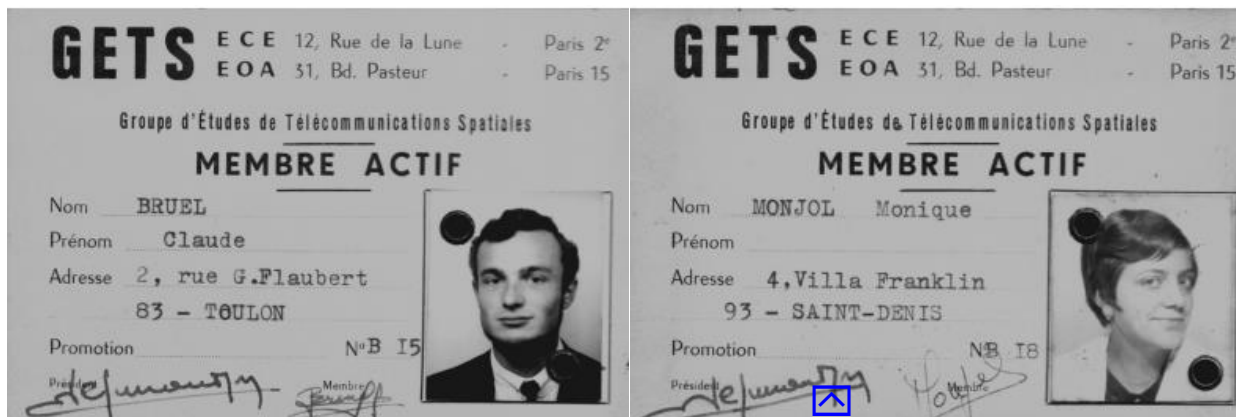 GETS ECE 12, Rue de la Lune - Paris 2e
EOA 31, Bd. Pasteur - Paris 15
Groupe d'Études de Télécommunications Spatiales
MEMBRE ACTIF
Nom BRUEL
Prénom Claude
Adresse 2, rue G.Flaubert
83 - TOULON
Promotion N° B I5
Président Membre
GETS ECE 12, Rue de la Lune - Paris 2e
EOA 31, Bd. Pasteur - Paris 15
Groupe d'Études de Télécommunications Spatiales
MEMBRE ACTIF
Nom MONJOL Monique
Prénom
Adresse 4,Villa Franklin
93 - SAINT-DENIS
Promotion N°B I8
Président Membre